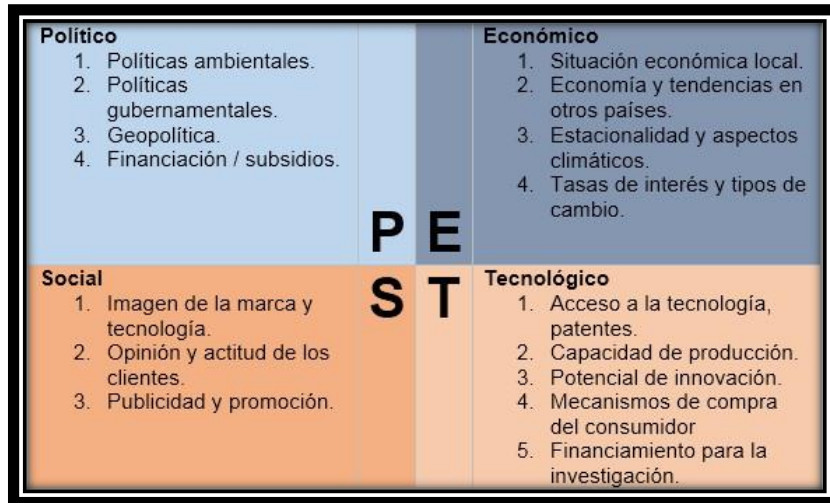 Político
1. Políticas ambientales.
2. Políticas
gubernamentales.
3. Geopolítica.
4. Financiación / subsidios.
P
Económico
1. Situación económica local.
2. Economía y tendencias en
otros países.
3. Estacionalidad y aspectos
climáticos.
4. Tasas de interés y tipos de
cambio.
E
Social
1. Imagen de la marca y
tecnología.
2. Opinión y actitud de los
clientes.
3. Publicidad y promoción.
S
Tecnológico
1. Acceso a la tecnología,
patentes.
2. Capacidad de producción.
3. Potencial de innovación.
4. Mecanismos de compra
del consumidor
5. Financiamiento para la
investigación.
T